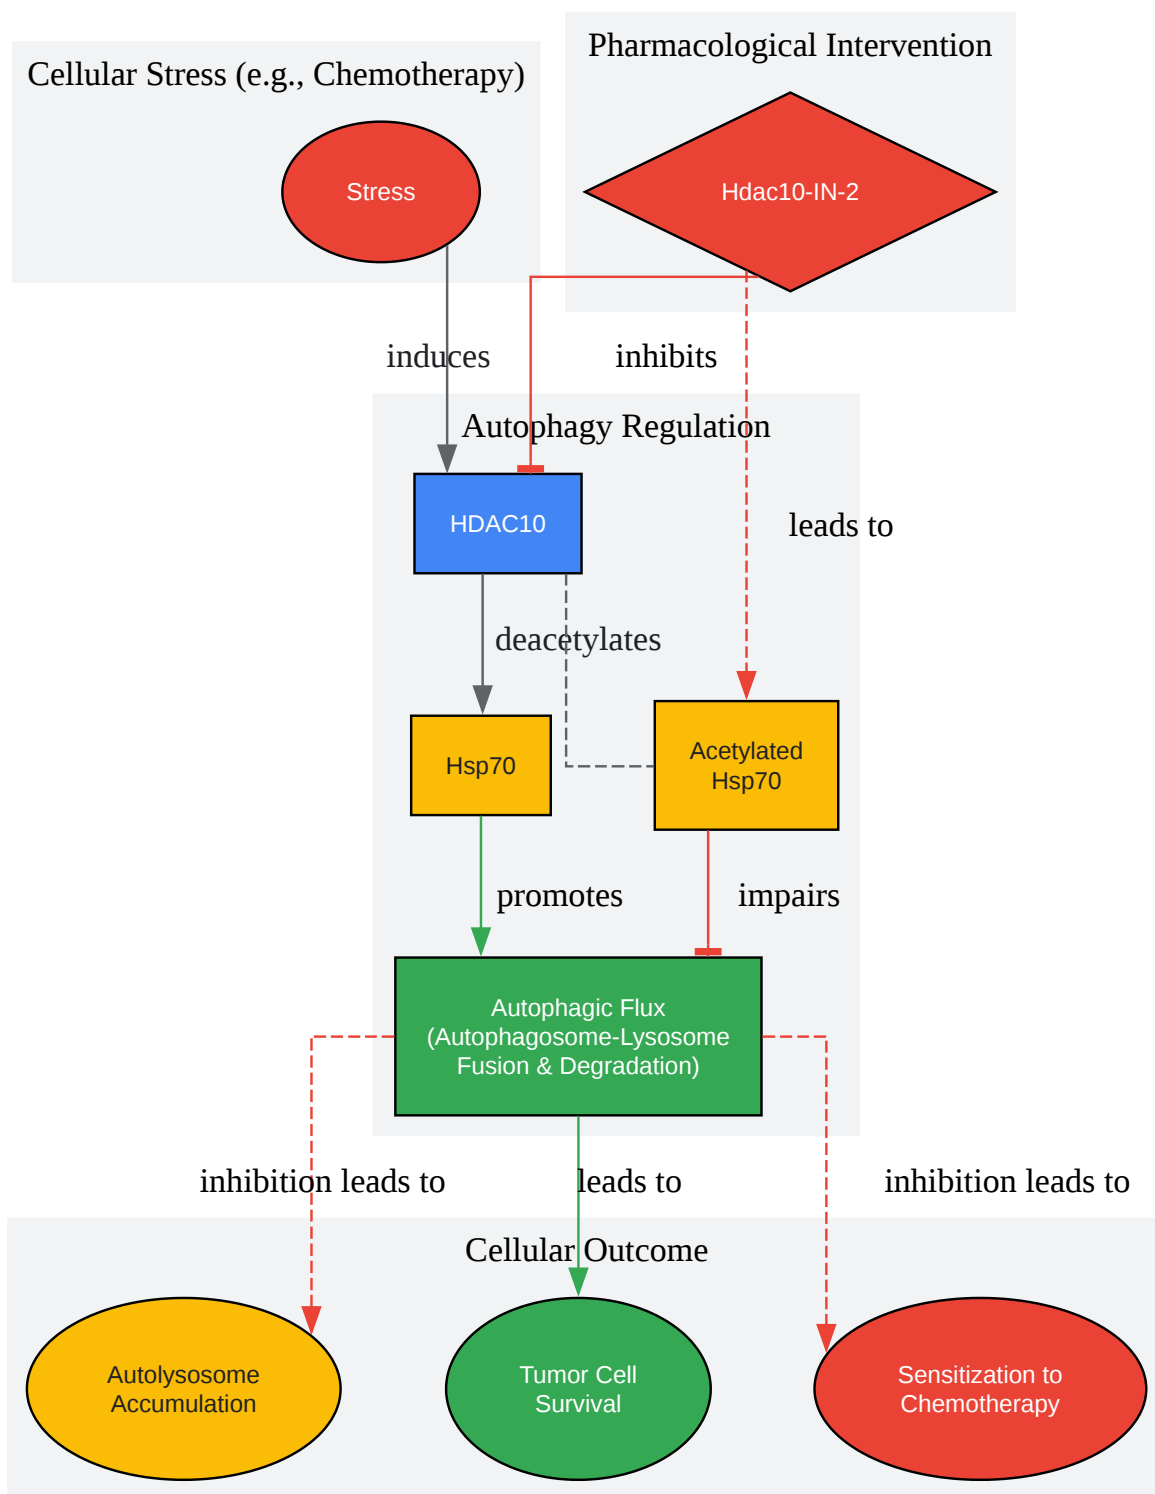 Pharmacological Intervention
Cellular Stress (e.g., Chemotherapy)
Stress
Hdac10-IN-2
induces
inhibits
Autophagy Regulation
HDAC10
leads to
deacetylates
Hsp70
Acetylated
Hsp70
promotes
impairs
Autophagic Flux
(Autophagosome-Lysosome
Fusion & Degradation)
inhibition leads to
leads to
inhibition leads to
Cellular Outcome
Autolysosome
Accumulation
Tumor Cell
Survival
Sensitization to
Chemotherapy